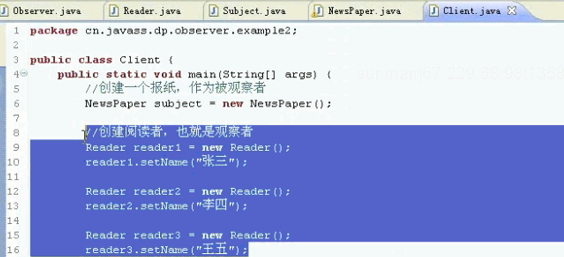 Observer.java Reader.java Subject.java NewsPaper.java Client.java
1 package cn.javass.dp.observer.example2;
2
3 public class Client {
4 public static void main(String[] args) {
5 //创建一个报纸，作为被观察者
6 NewsPaper subject = new NewsPaper();
7
8 //创建阅读者，也就是观察者
9 Reader reader1 = new Reader();
10 reader1.setName("张三");
11
12 Reader reader2 = new Reader();
13 reader2.setName("李四");
14
15 Reader reader3 = new Reader();
16 reader3.setName("王五");